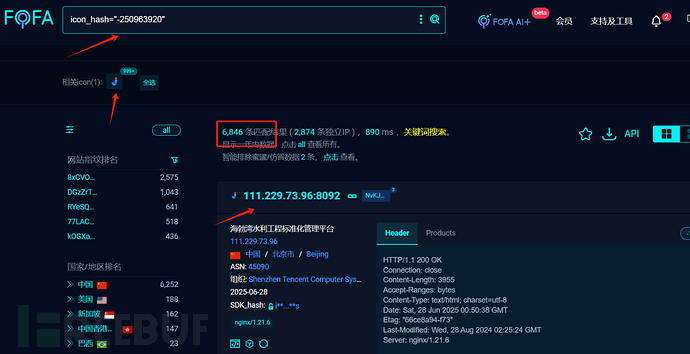 FOFA
icon_hash="-250963920"
FOFA AI+
beta
会员
支持及工具
2
相关icon(1):
999+
全选
all
6,846 条匹配结果 ( 2,874 条独立IP ) ， 890 ms ， 关键词搜索。
显示一年内数据， 点击 all 查看所有。
智能排除蜜罐/仿冒数据 2 条， 点击 查看。
API
网站指纹排名
8xCVO... 2,575
DGzZrT... 1,043
RYeSQ... 641
77LAC... 518
kOGXa... 436
国家/地区排名
中国 6,252
美国 188
新加坡 162
中国香港... 147
巴西 23
111.229.73.96:8092
NvKJ...
海勃湾水利工程标准化管理平台
111.229.73.96
中国 / 北京市 / Beijing
ASN: 45090
组织: Shenzhen Tencent Computer Sys...
2025-06-28
SDK_hash: i**...**s
nginx/1.21.6
Header
Products
HTTP/1.1 200 OK
Connection: close
Content-Length: 3955
Accept-Ranges: bytes
Content-Type: text/html; charset=utf-8
Date: Sat, 28 Jun 2025 00:50:38 GMT
Etag: "66ce8a94-f73"
Last-Modified: Wed, 28 Aug 2024 02:25:24 GMT
Server: nginx/1.21.6